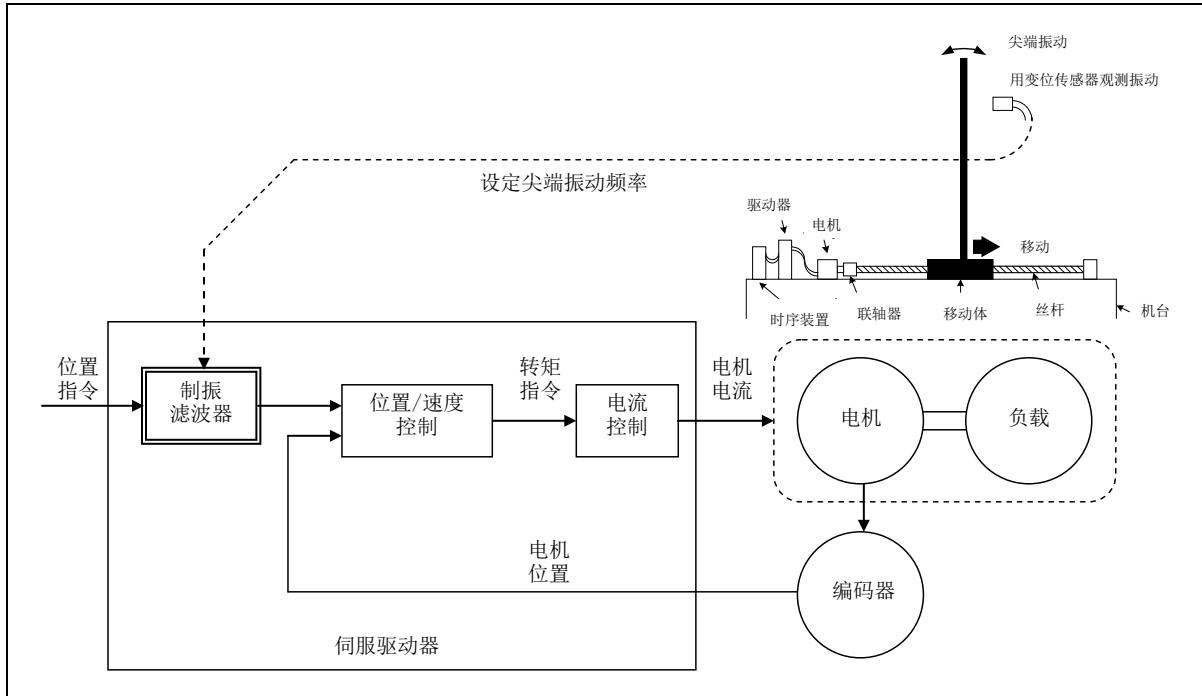 尖端振动
用变位传感器观测振动
设定尖端振动频率
驱动器
电机
移动
时序装置
联轴器
移动体
丝杆
机台
位置
指令
制振
滤波器
位置/速度
控制
转矩
指令
电流
控制
电机
电流
电机
负载
电机
位置
编码器
伺服驱动器